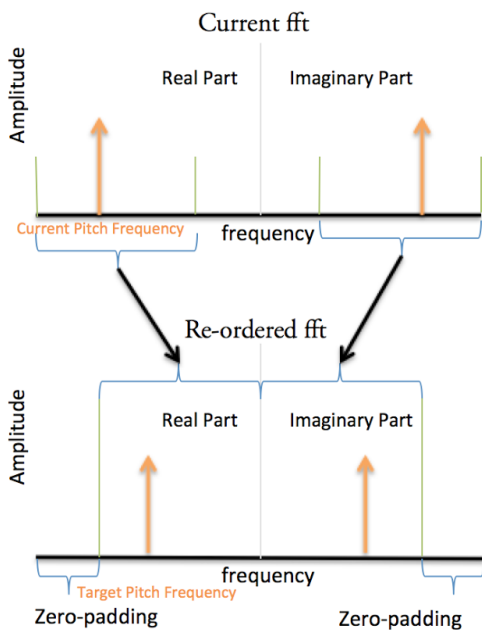 Current fft
Amplitude
Real Part
Imaginary Part
Current Pitch Frequency
frequency
Re-ordered fft
Amplitude
Real Part
Imaginary Part
frequency
Target Pitch Frequency
Zero-padding
Zero-padding